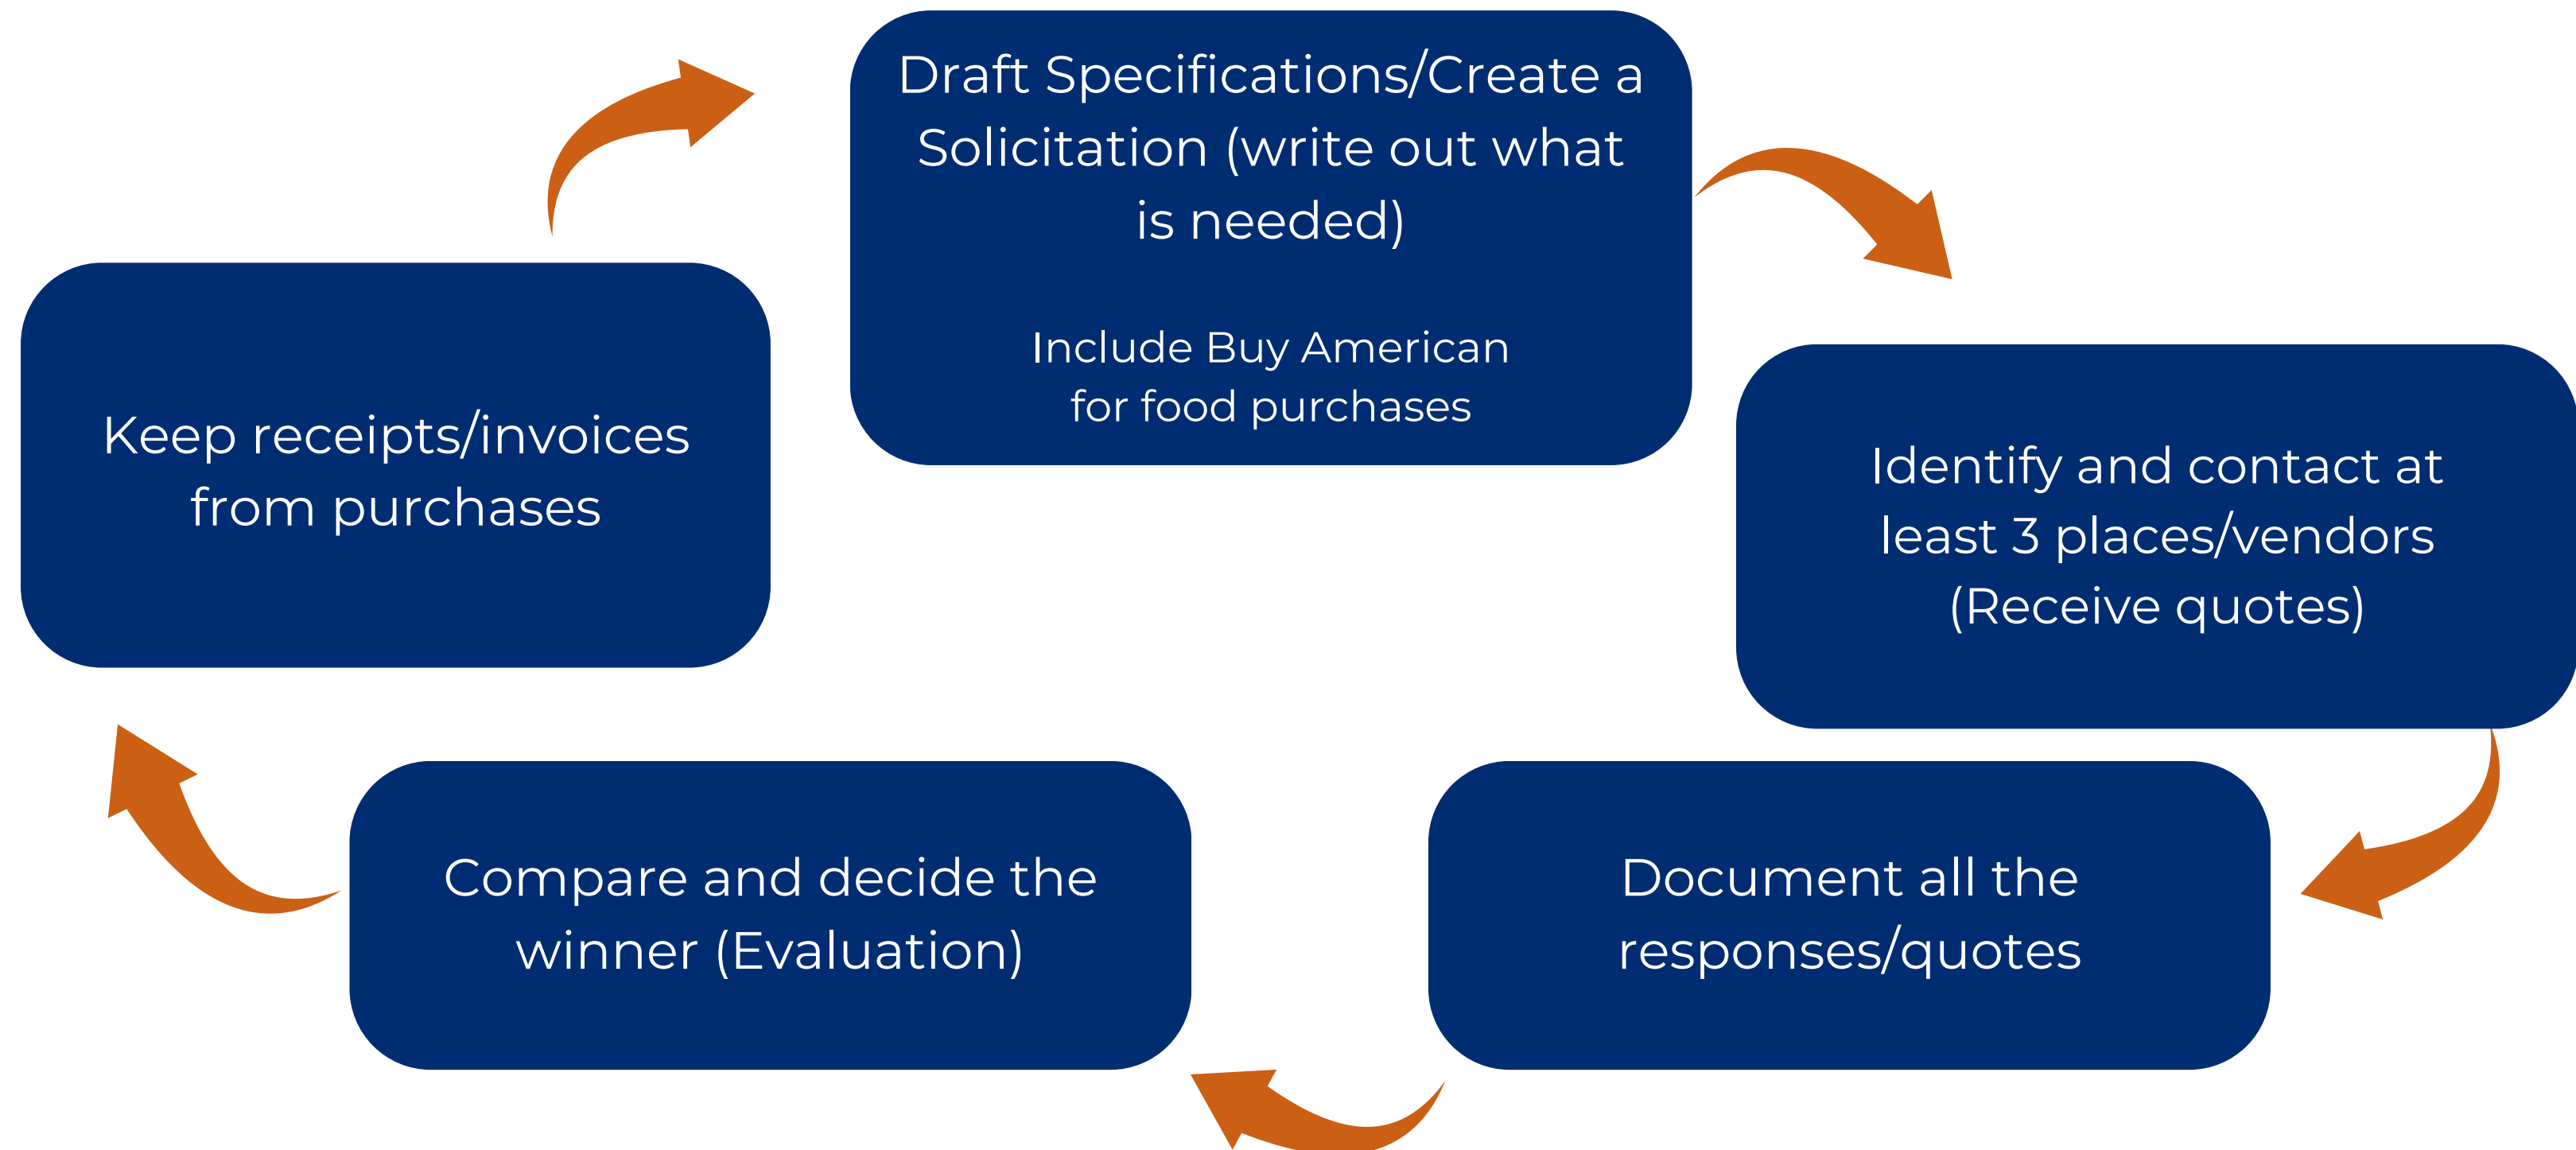 Draft Specifications/Create a
Solicitation (write out what
is needed)
Include Buy American
for food purchases
Identify and contact at
least 3 places/vendors
(Receive quotes)
Document all the
responses/quotes
Compare and decide the
winner (Evaluation)
Keep receipts/invoices
from purchases